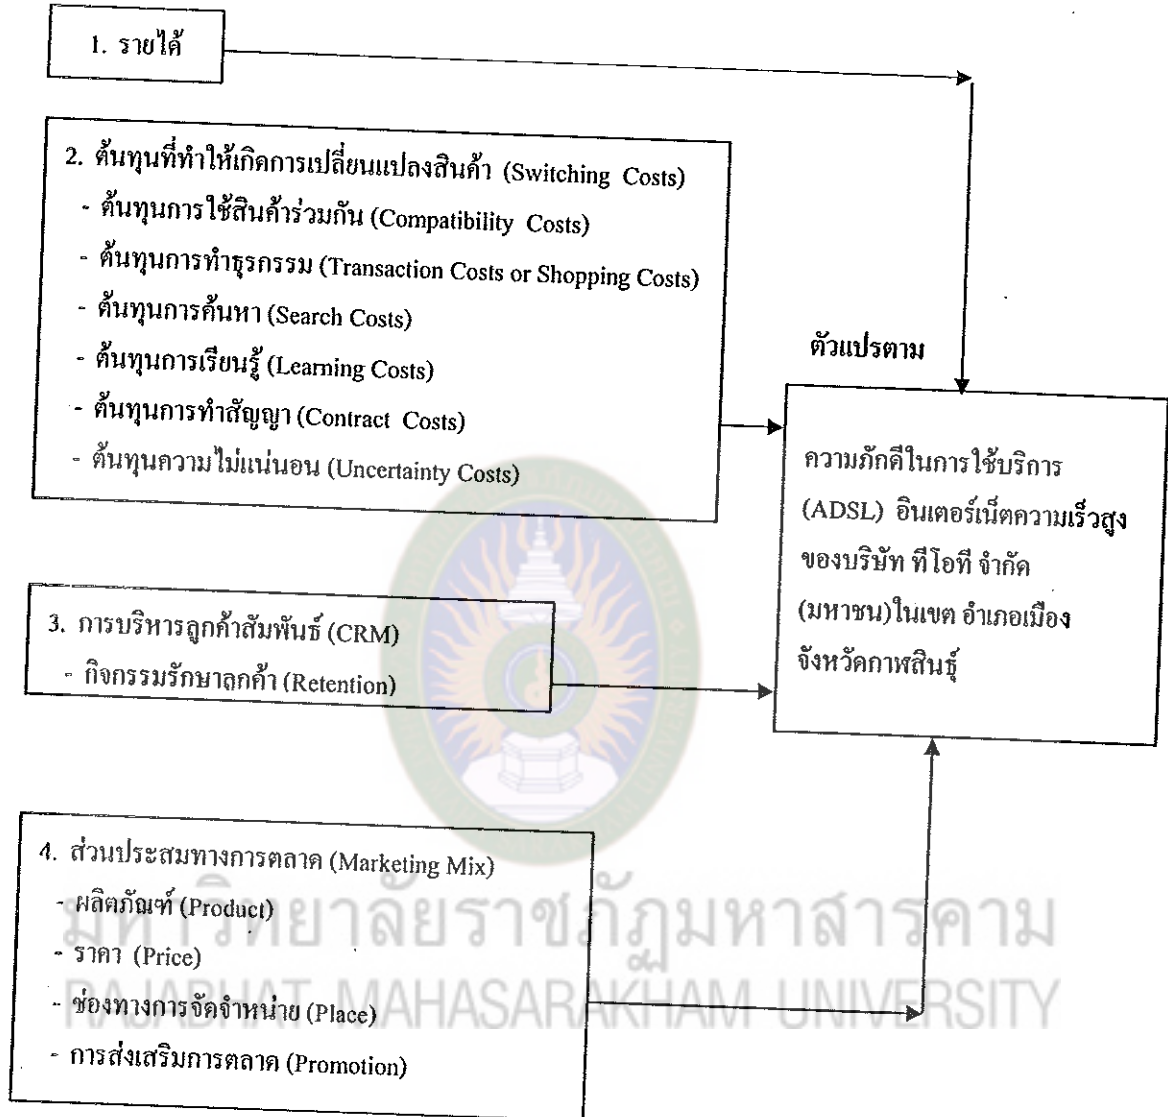 1. รายได้
2. ต้นทุนที่ทำให้เกิดการเปลี่ยนแปลงสินค้า (Switching Costs)
- ต้นทุนการใช้สินค้าร่วมกัน (Compatibility Costs)
- ต้นทุนการทำธุรกรรม (Transaction Costs or Shopping Costs)
- ต้นทุนการค้นหา (Search Costs)
- ต้นทุนการเรียนรู้ (Learning Costs)
- ต้นทุนการทำสัญญา (Contract Costs)
- ต้นทุนความไม่แน่นอน (Uncertainty Costs)
ตัวแปรตาม
ความภักดีในการใช้บริการ
(ADSL) อินเตอร์เน็ตความเร็วสูง
ของบริษัท ทีโอที จำกัด
(มหาชน)ในเขต อำเภอเมือง
จังหวัดกาฬสินธุ์
3. การบริหารลูกค้าสัมพันธ์ (CRM)
- กิจกรรมรักษาลูกค้า (Retention)
4. ส่วนประสมทางการตลาด (Marketing Mix)
- ผลิตภัณฑ์ (Product)
- ราคา (Price)
- ช่องทางการจัดจำหน่าย (Place)
- การส่งเสริมการตลาด (Promotion)
มหาวิทยาลัยราชภัฏมหาสารคาม
RAJABHAT MAHASARAKHAM UNIVERSITY